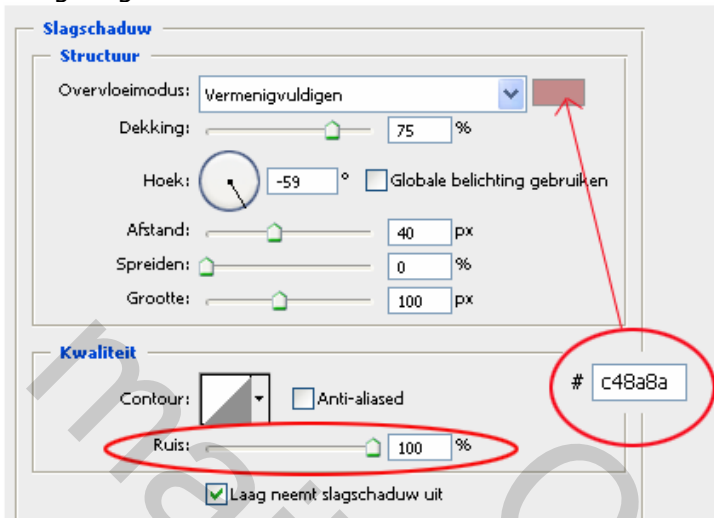 Slagschaduw
Structuur
Overvloeimodus: Vermenigvuldigen
Dekking: 75 %
Hoek: -59 ° Globale belichting gebruiken
Afstand: 40 px
Spreiden: 0 %
Grootte: 100 px
Kwaliteit
# c48a8a
Contour: Anti-aliased
Ruis: 100 %
Laag neemt slagschaduw uit